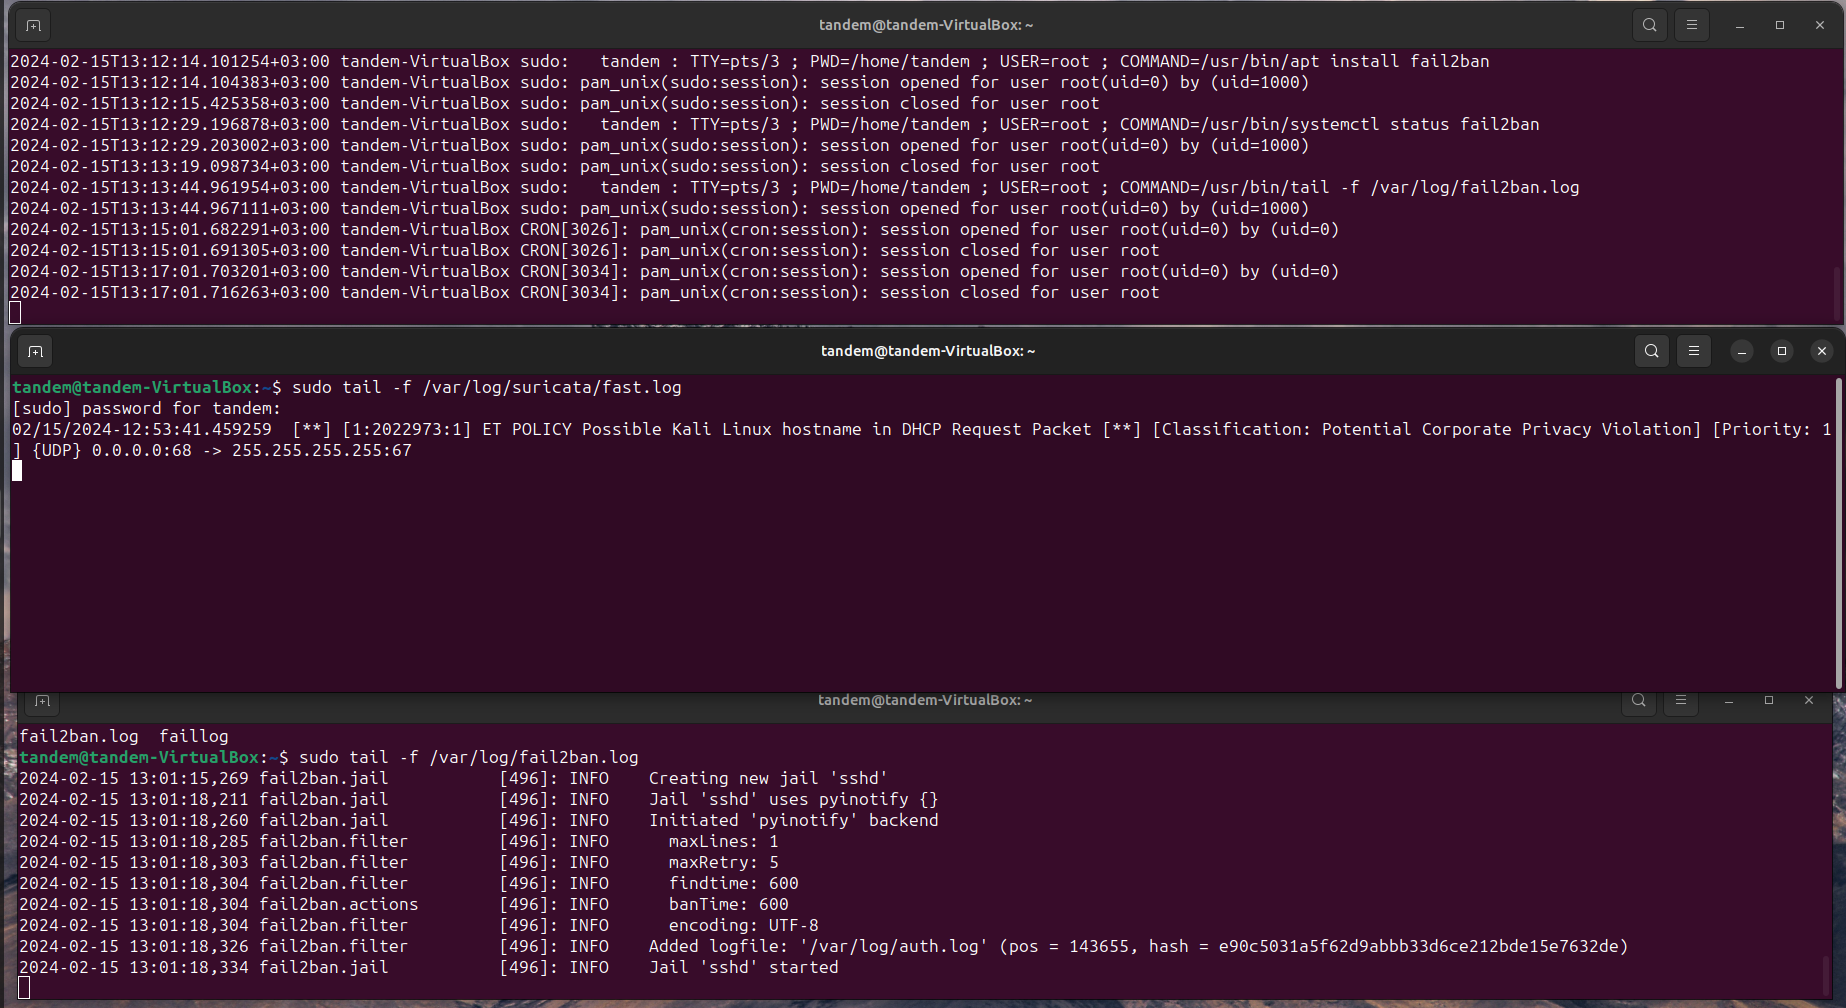 tandem@tandem-VirtualBox: ~
2024-02-15T13:12:14.101254+03:00 tandem-VirtualBox sudo:   tandem : TTY=pts/3 ; PWD=/home/tandem ; USER=root ; COMMAND=/usr/bin/apt install fail2ban
2024-02-15T13:12:14.104383+03:00 tandem-VirtualBox sudo: pam_unix(sudo:session): session opened for user root(uid=0) by (uid=1000)
2024-02-15T13:12:15.425358+03:00 tandem-VirtualBox sudo: pam_unix(sudo:session): session closed for user root
2024-02-15T13:12:29.196878+03:00 tandem-VirtualBox sudo:   tandem : TTY=pts/3 ; PWD=/home/tandem ; USER=root ; COMMAND=/usr/bin/systemctl status fail2ban
2024-02-15T13:12:29.203002+03:00 tandem-VirtualBox sudo: pam_unix(sudo:session): session opened for user root(uid=0) by (uid=1000)
2024-02-15T13:13:19.098734+03:00 tandem-VirtualBox sudo: pam_unix(sudo:session): session closed for user root
2024-02-15T13:13:44.961954+03:00 tandem-VirtualBox sudo:   tandem : TTY=pts/3 ; PWD=/home/tandem ; USER=root ; COMMAND=/usr/bin/tail -f /var/log/fail2ban.log
2024-02-15T13:13:44.967111+03:00 tandem-VirtualBox sudo: pam_unix(sudo:session): session opened for user root(uid=0) by (uid=1000)
2024-02-15T13:15:01.682291+03:00 tandem-VirtualBox CRON[3026]: pam_unix(cron:session): session opened for user root(uid=0) by (uid=0)
2024-02-15T13:15:01.691305+03:00 tandem-VirtualBox CRON[3026]: pam_unix(cron:session): session closed for user root
2024-02-15T13:17:01.703201+03:00 tandem-VirtualBox CRON[3034]: pam_unix(cron:session): session opened for user root(uid=0) by (uid=0)
2024-02-15T13:17:01.716263+03:00 tandem-VirtualBox CRON[3034]: pam_unix(cron:session): session closed for user root
tandem@tandem-VirtualBox: ~
tandem@tandem-VirtualBox:~$ sudo tail -f /var/log/suricata/fast.log
[sudo] password for tandem:
02/15/2024-12:53:41.459259  [**] [1:2022973:1] ET POLICY Possible Kali Linux hostname in DHCP Request Packet [**] [Classification: Potential Corporate Privacy Violation] [Priority: 1
] {UDP} 0.0.0.0:68 -> 255.255.255.255:67
tandem@tandem-VirtualBox: ~
fail2ban.log  faillog
tandem@tandem-VirtualBox:~$ sudo tail -f /var/log/fail2ban.log
2024-02-15 13:01:15,269 fail2ban.jail           [496]: INFO    Creating new jail 'sshd'
2024-02-15 13:01:18,211 fail2ban.jail           [496]: INFO    Jail 'sshd' uses pyinotify {}
2024-02-15 13:01:18,260 fail2ban.jail           [496]: INFO    Initiated 'pyinotify' backend
2024-02-15 13:01:18,285 fail2ban.filter         [496]: INFO      maxLines: 1
2024-02-15 13:01:18,303 fail2ban.filter         [496]: INFO      maxRetry: 5
2024-02-15 13:01:18,304 fail2ban.filter         [496]: INFO      findtime: 600
2024-02-15 13:01:18,304 fail2ban.actions        [496]: INFO      banTime: 600
2024-02-15 13:01:18,304 fail2ban.filter         [496]: INFO      encoding: UTF-8
2024-02-15 13:01:18,326 fail2ban.filter         [496]: INFO    Added logfile: '/var/log/auth.log' (pos = 143655, hash = e90c5031a5f62d9abbb33d6ce212bde15e7632de)
2024-02-15 13:01:18,334 fail2ban.jail           [496]: INFO    Jail 'sshd' started